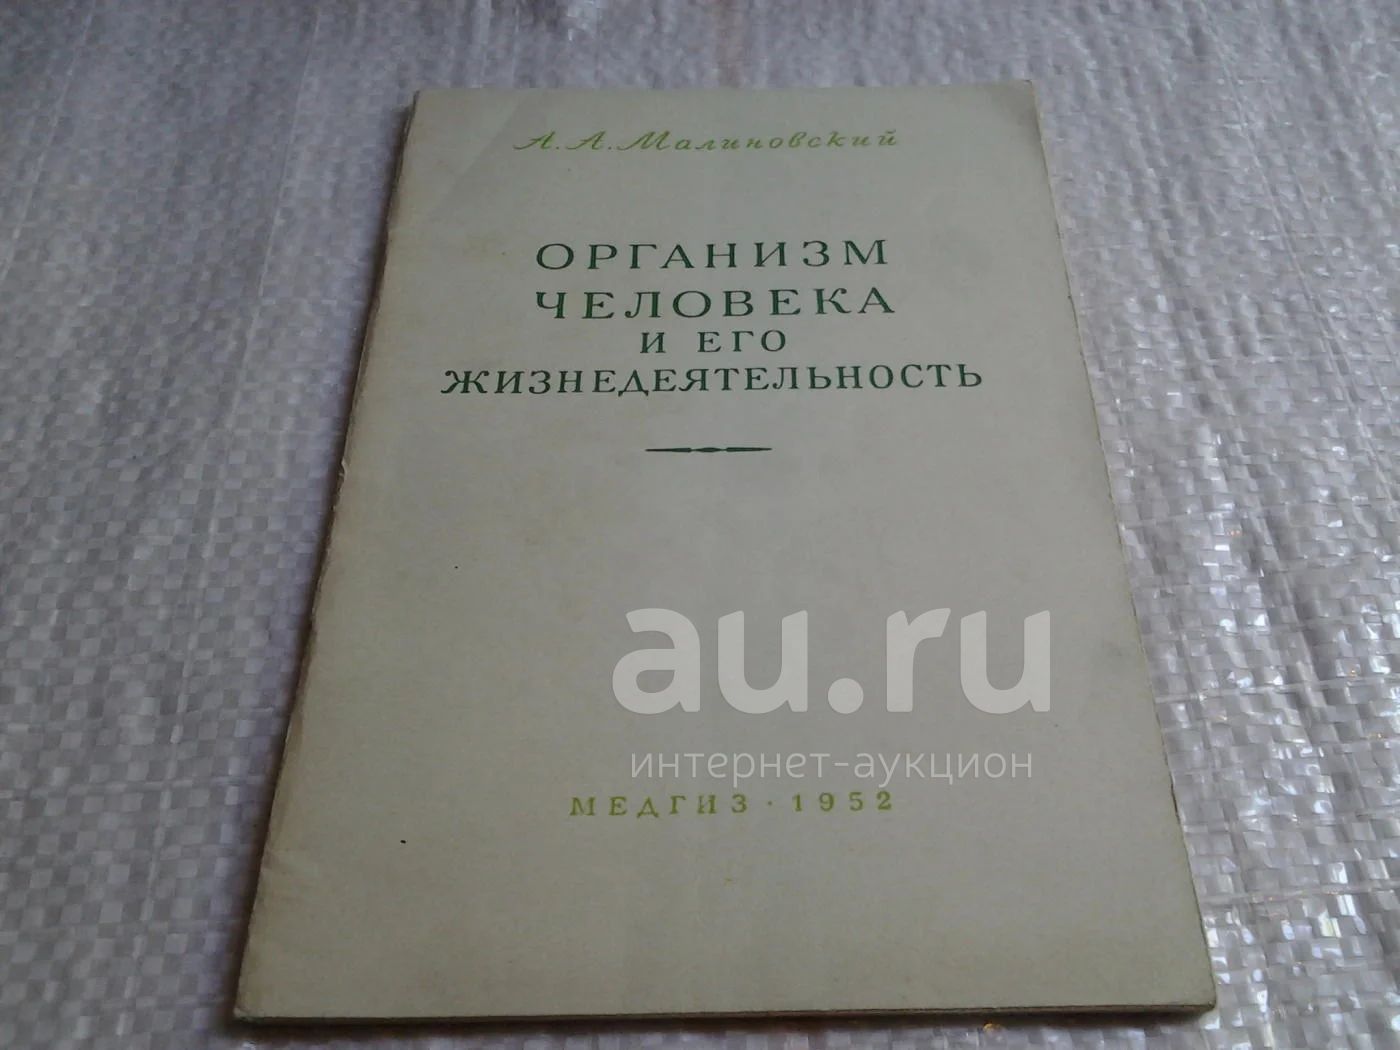 А. А. Малиновский
ОРГАНИЗМ
ЧЕЛОВЕКА
И ЕГО
ЖИЗНЕДЕЯТЕЛЬНОСТЬ
au.ru
интернет-аукцион
МЕДГИЗ · 1952